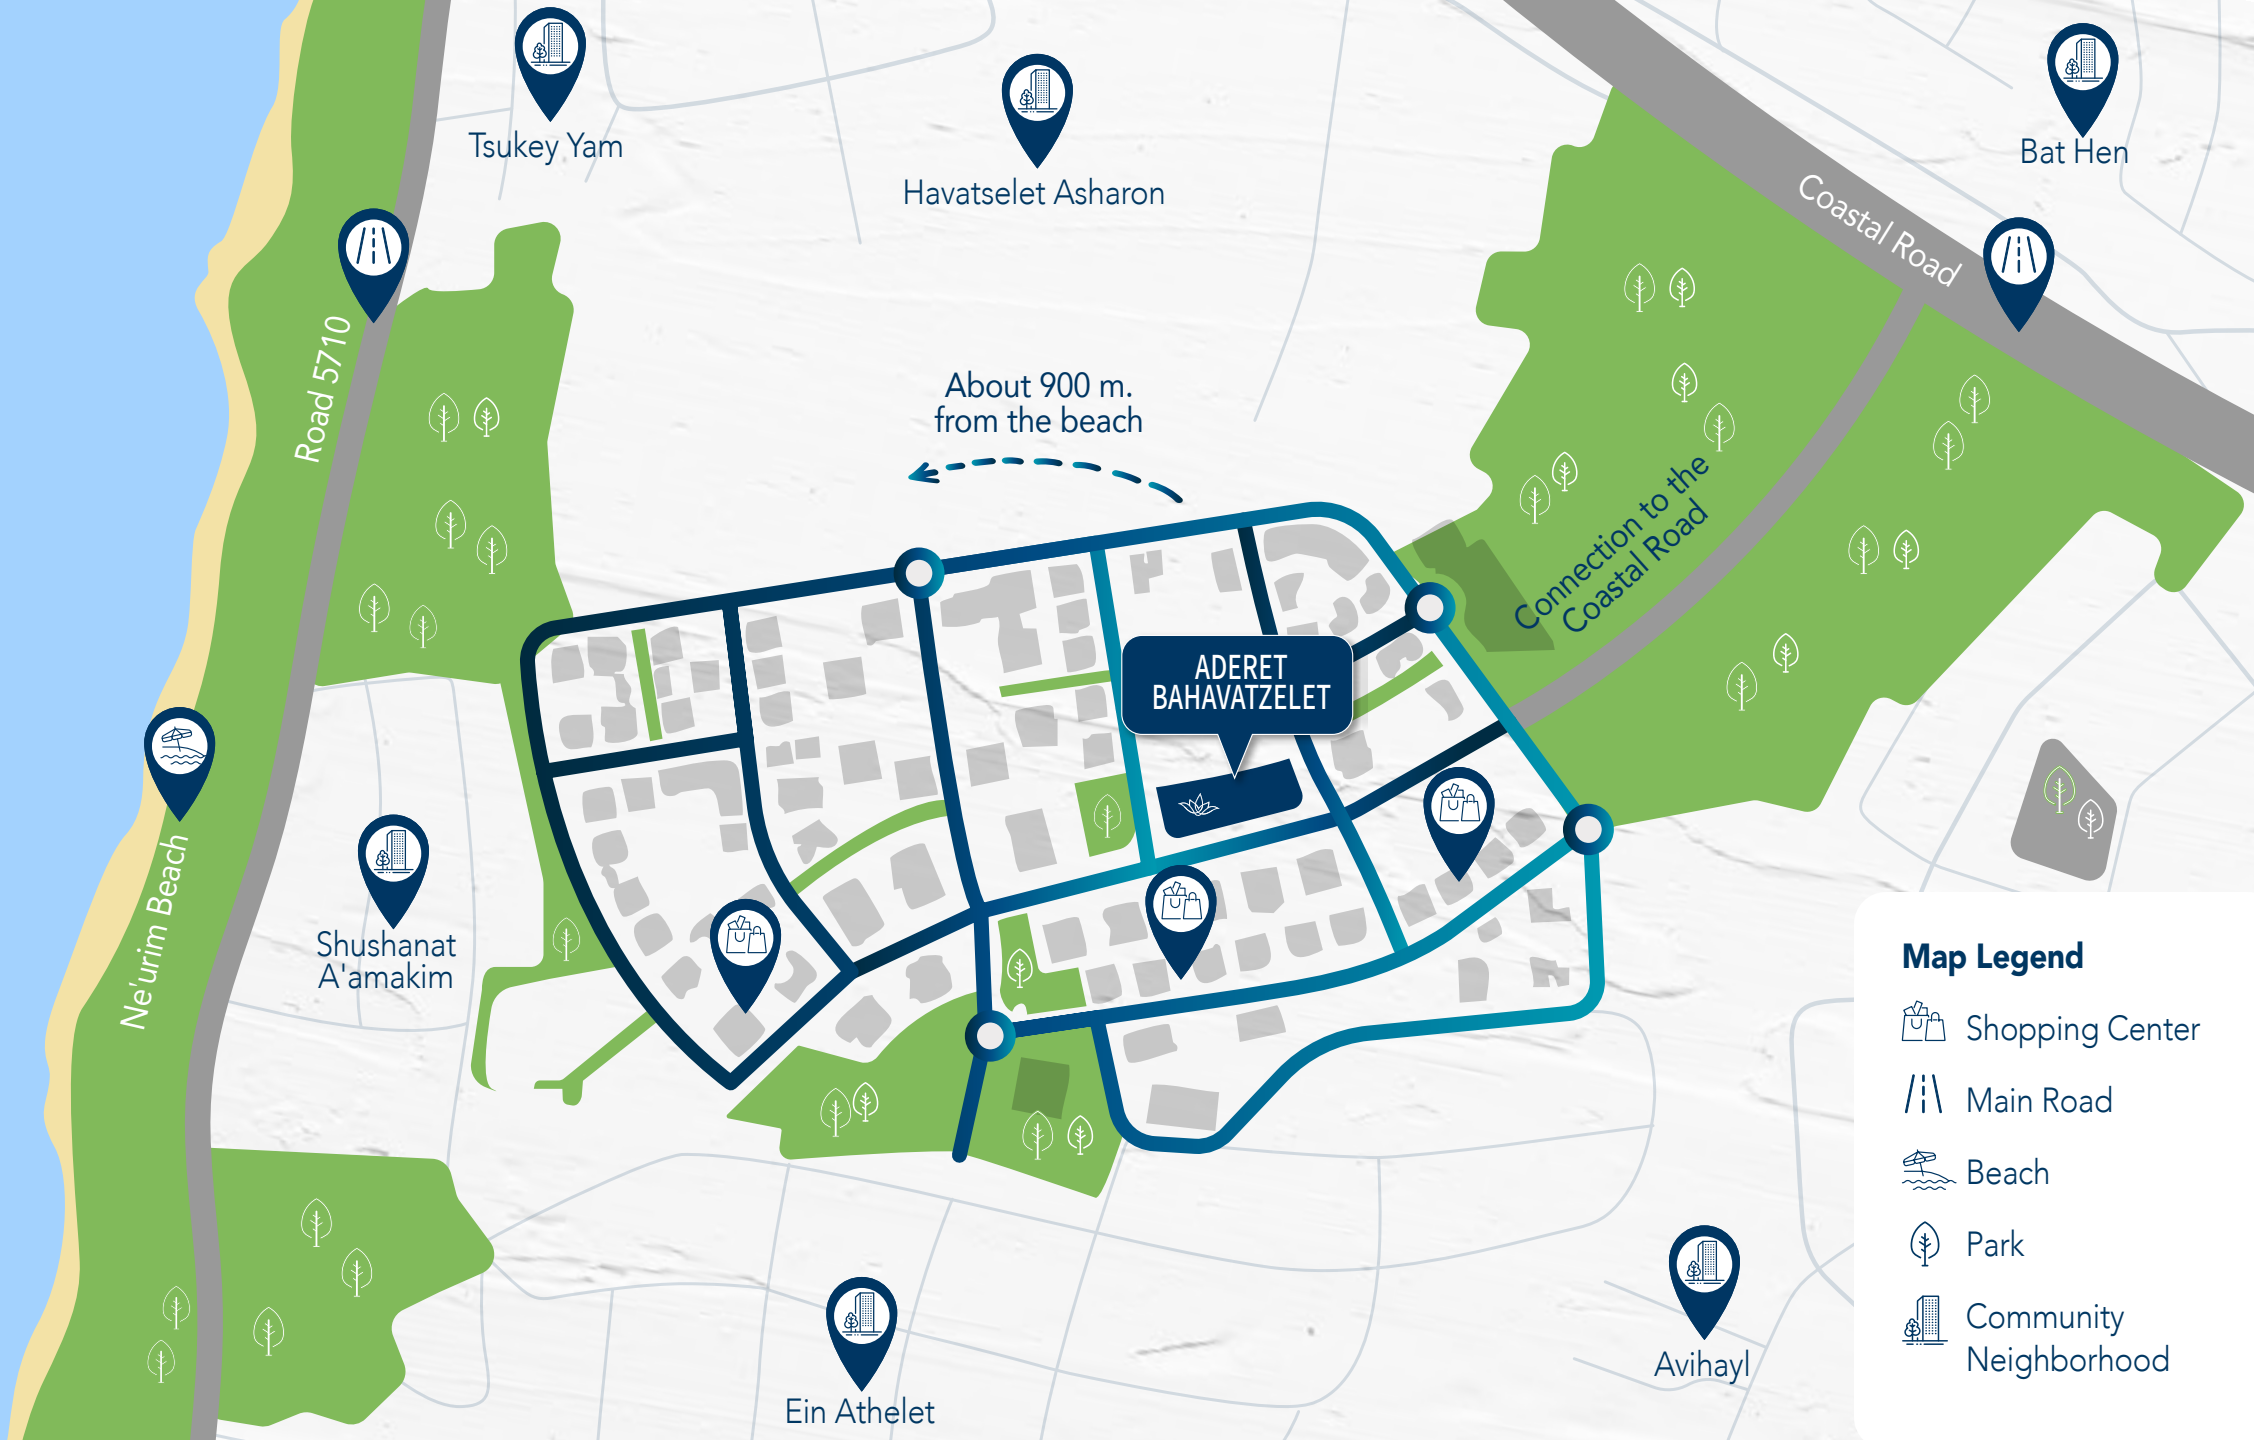 Tsukey Yam
Havatselet Asharon
Bat Hen
Coastal Road
Road 5710
About 900 m.
from the beach
Connection to the
Coastal Road
ADERET
BAHAVATZELET
Ne'urim Beach
Shushanat
A'amakim
Ein Athelet
Avihayl
Map Legend
Shopping Center
Main Road
Beach
Park
Community
Neighborhood